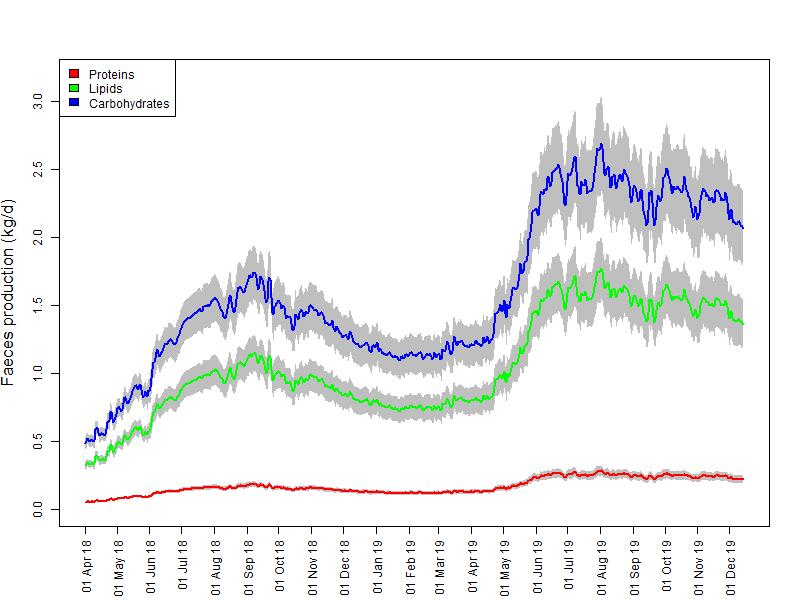 Proteins
Lipids
Carbohydrates
Faeces production (kg/d)
3.0
2.5
2.0
1.5
1.0
0.5
0.0
01 Apr 18
01 May 18
01 Jun 18
01 Jul 18
01 Aug 18
01 Sep 18
01 Oct 18
01 Nov 18
01 Dec 18
01 Jan 19
01 Feb 19
01 Mar 19
01 Apr 19
01 May 19
01 Jun 19
01 Jul 19
01 Aug 19
01 Sep 19
01 Oct 19
01 Nov 19
01 Dec 19